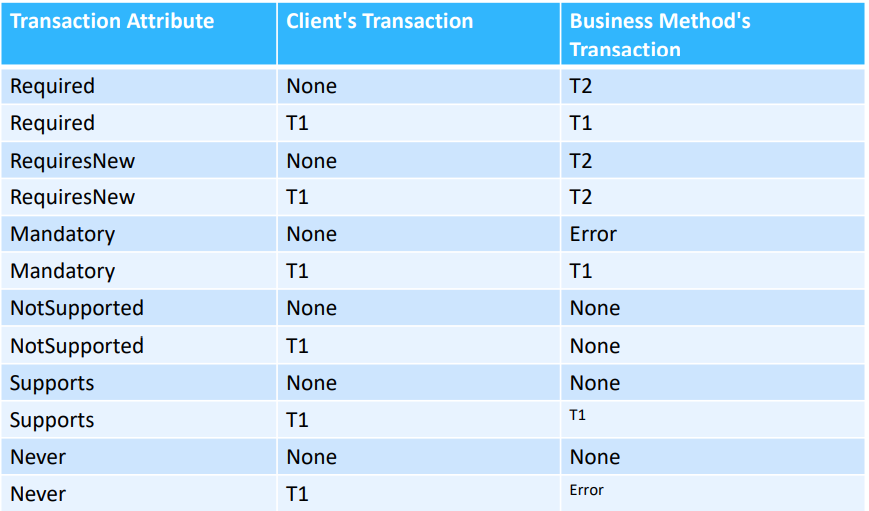 Transaction Attribute Client's Transaction Business Method's
Transaction
Required None T2
Required T1 T1
RequiresNew None T2
RequiresNew T1 T2
Mandatory None Error
Mandatory T1 T1
NotSupported None None
NotSupported T1 None
Supports None None
Supports T1 T1
Never None None
Never T1 Error